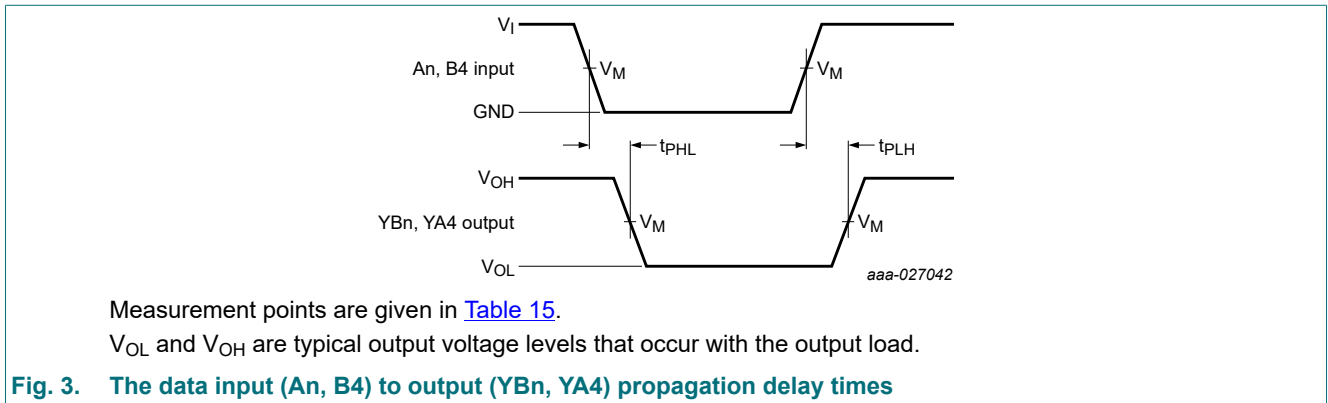 VI
An, B4 input
VM
VM
GND
tPHL
tPLH
VOH
YBn, YA4 output
VM
VM
VOL
aaa-027042
Measurement points are given in Table 15.
VOL and VOH are typical output voltage levels that occur with the output load.
Fig. 3. The data input (An, B4) to output (YBn, YA4) propagation delay times